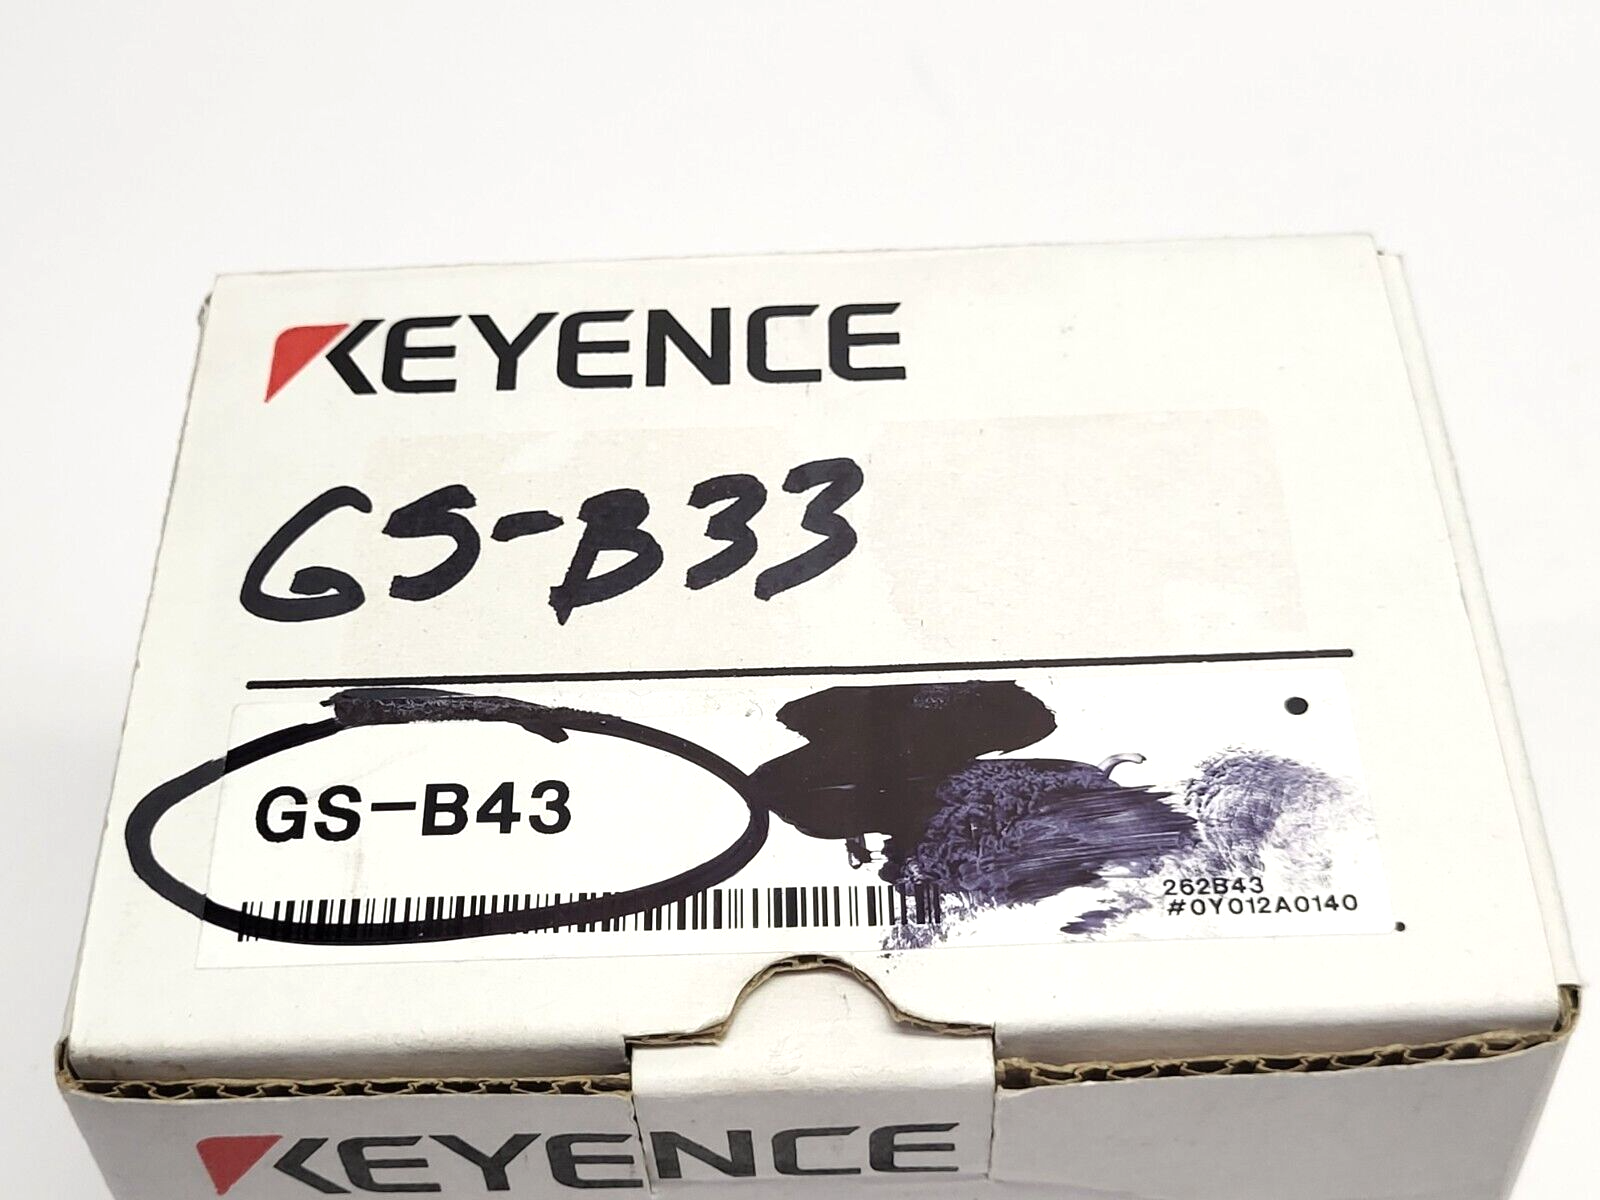 KEYENCE
GS-B33
GS-B43
262B43
#0Y012A0140
KEYENCE